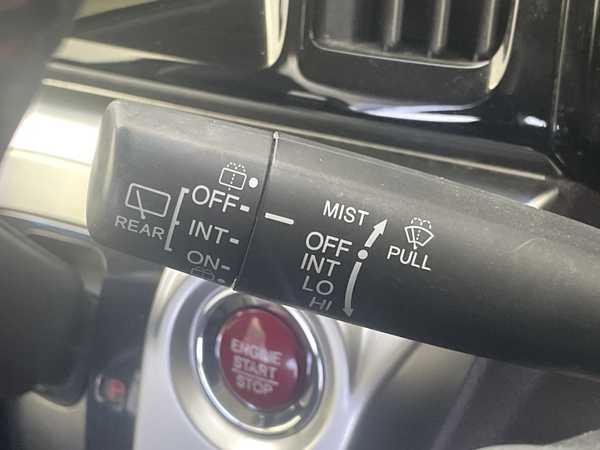 REAR
OFF
INT
ON
MIST
OFF
INT
LO
HI
PULL
ENGINE
START
STOP